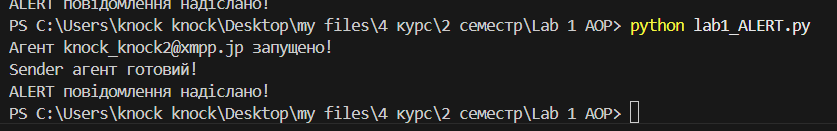 ALERT повідомлення надіслано!
PS C:\Users\knock knock\Desktop\my files\4 курс\2 семестр\Lab 1 AOP> python lab1_ALERT.py
Агент knock_knock2@xmpp.jp запущено!
Sender агент готовий!
ALERT повідомлення надіслано!
PS C:\Users\knock knock\Desktop\my files\4 курс\2 семестр\Lab 1 AOP>